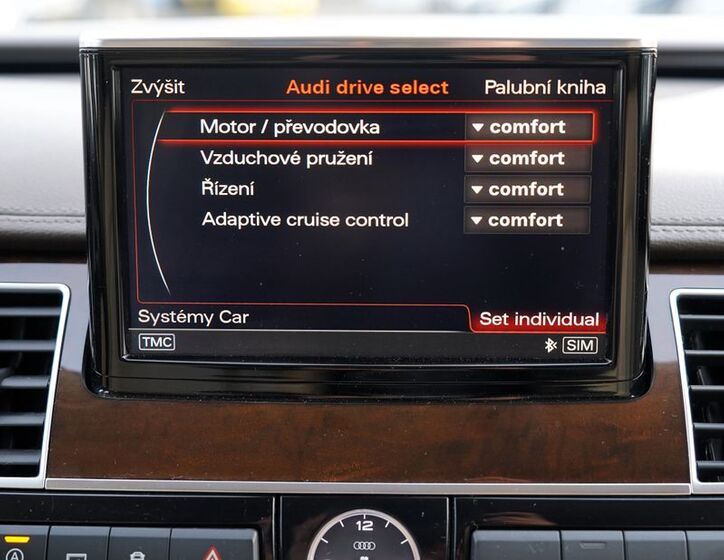 Zvýšit Audi drive select Palubní kniha
Motor / převodovka comfort
Vzduchové pružení comfort
Řízení comfort
Adaptive cruise control comfort
Systémy Car Set individual
TMC SIM
12
A